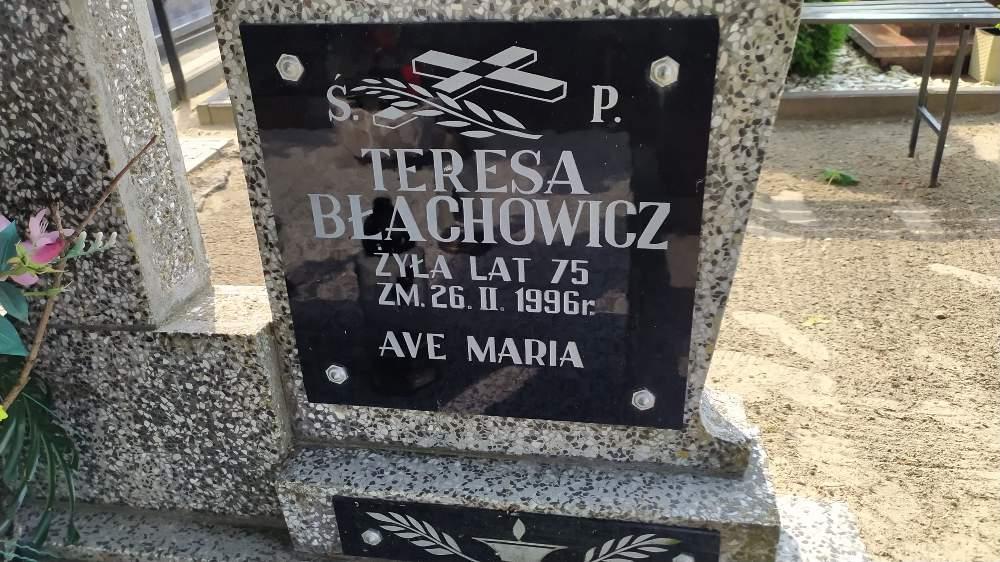 Ś. P.
TERESA
BŁACHOWICZ
ŻYŁA LAT 75
ZM. 26. II. 1996r.
AVE MARIA